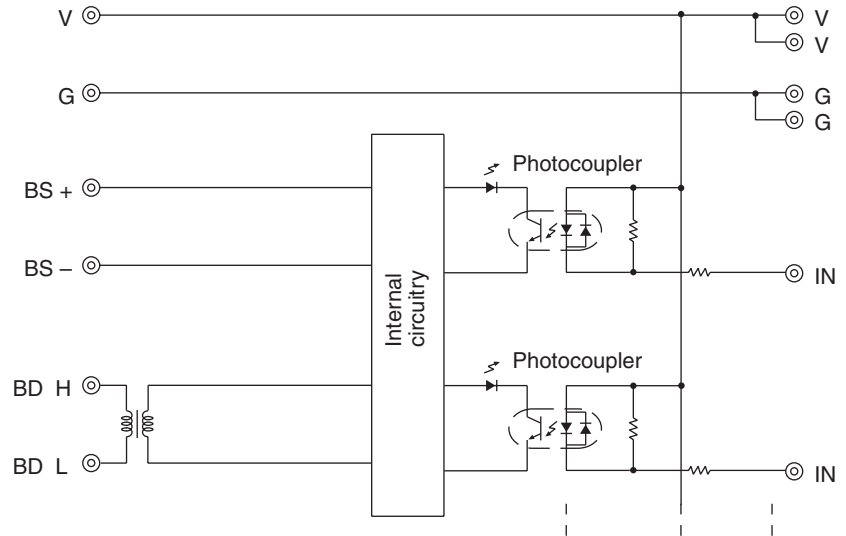 V
V
V
G
G
G
Photocoupler
BS +
BS –
IN
Internal
circuitry
Photocoupler
BD H
BD L
IN